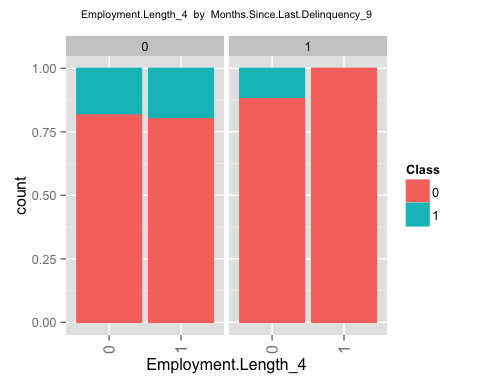 Employment.Length_4 by Months.Since.Last.Delinquency_9
0 1
1.00
0.75
0.50
0.25
0.00
count
0 1 0 1
Employment.Length_4
Class
0
1